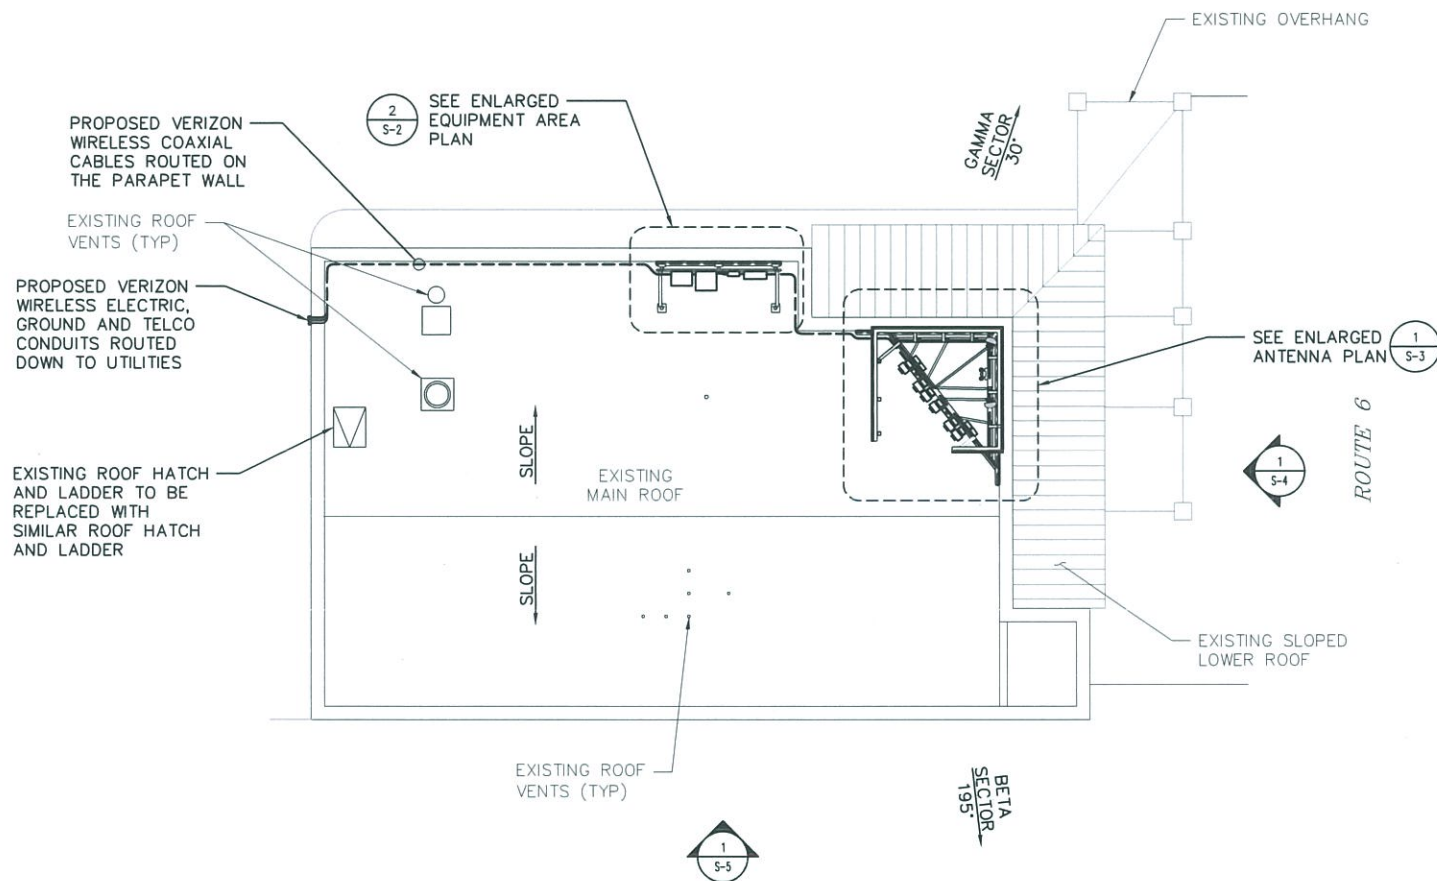 EXISTING OVERHANG
2
S-2
SEE ENLARGED
EQUIPMENT AREA
PLAN
GAMMA
SECTOR
30°
PROPOSED VERIZON
WIRELESS COAXIAL
CABLES ROUTED ON
THE PARAPET WALL
EXISTING ROOF
VENTS (TYP)
PROPOSED VERIZON
WIRELESS ELECTRIC,
GROUND AND TELCO
CONDUITS ROUTED
DOWN TO UTILITIES
SEE ENLARGED
ANTENNA PLAN
1
S-3
EXISTING ROOF HATCH
AND LADDER TO BE
REPLACED WITH
SIMILAR ROOF HATCH
AND LADDER
SLOPE
EXISTING
MAIN ROOF
1
S-4
ROUTE 6
SLOPE
EXISTING SLOPED
LOWER ROOF
EXISTING ROOF
VENTS (TYP)
BETA
SECTOR
195°
1
S-5